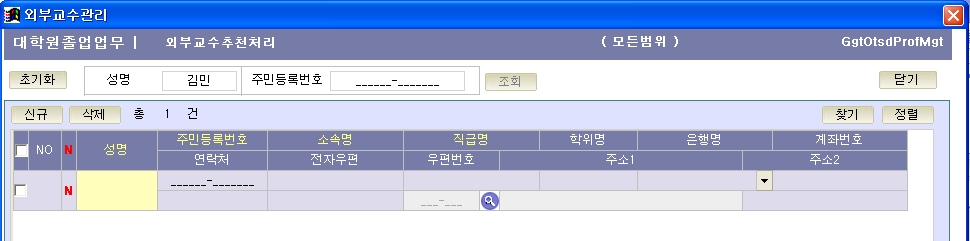 외부교수관리
대학원졸업업무 | 외부교수추천처리 ( 모든범위 ) GgtOtsdProfMgt
초기화 성명 김민 주민등록번호 ______-_______ 조회 닫기
신규 삭제 총 1 건 찾기 정렬
NO N 성명 주민등록번호 소속명 직급명 학위명 은행명 계좌번호
연락처 전자우편 우편번호 주소1 주소2
N ______-_______
___-___